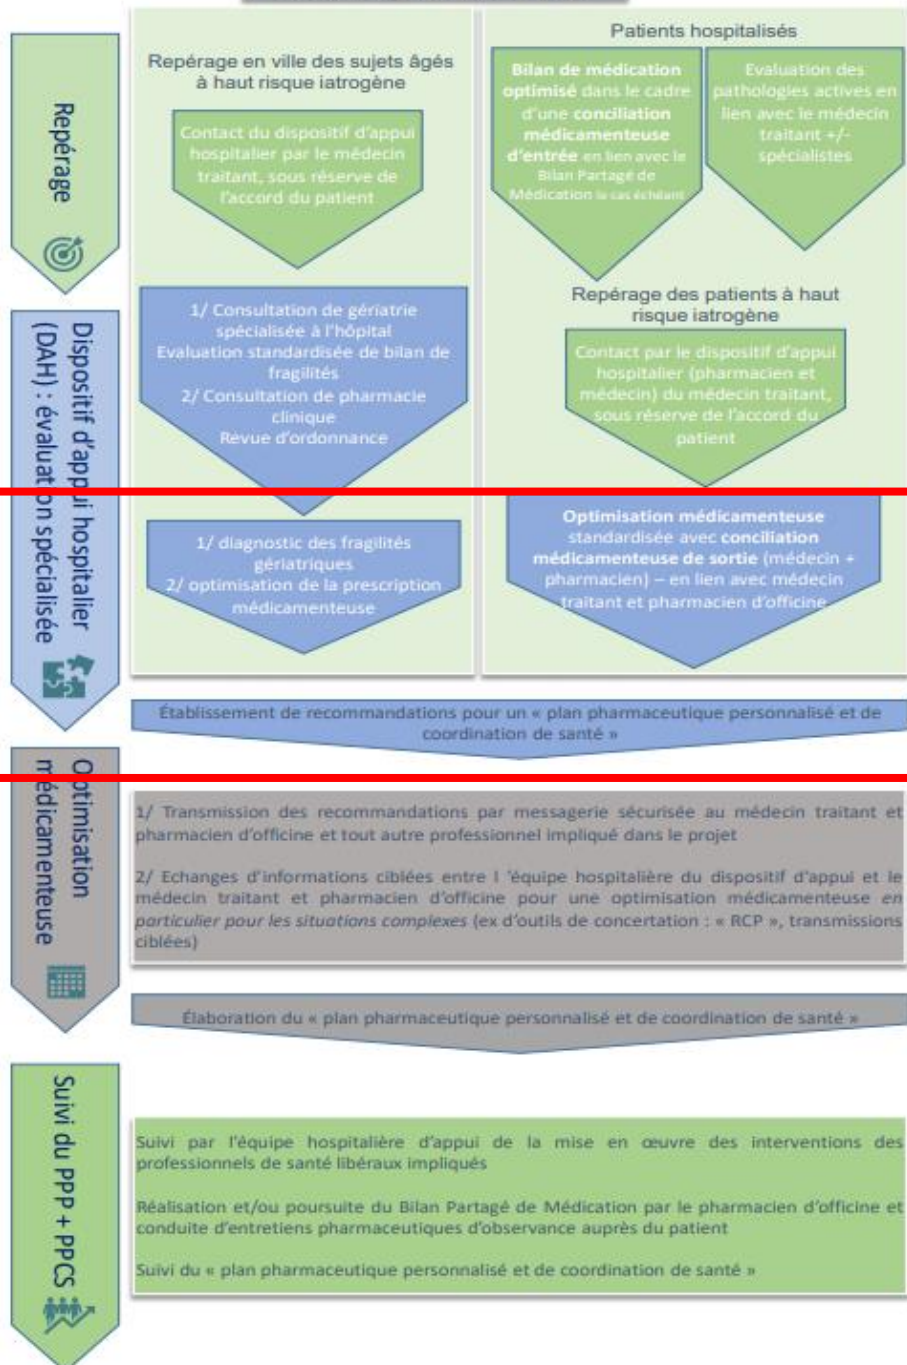 Repérage
Repérage en ville des sujets âgés
à haut risque iatrogène
Contact du dispositif d'appui
hospitalier par le médecin
traitant, sous réserve de
l'accord du patient
Patients hospitalisés
Bilan de médication
optimisé dans le cadre
d'une conciliation
médicamenteuse
d'entrée en lien avec le
Bilan Partagé de
Médication le cas échéant
Evaluation des
pathologies actives en
lien avec le médecin
traitant +/-
spécialistes
Repérage des patients à haut
risque iatrogène
Contact par le dispositif d'appui
hospitalier (pharmacien et
médecin) du médecin traitant,
sous réserve de l'accord du
patient
Dispositif d'appui hospitalier
(DAH) : évaluation spécialisée
1/ Consultation de gériatrie
spécialisée à l'hôpital
Evaluation standardisée de bilan de
fragilités
2/ Consultation de pharmacie
clinique
Revue d'ordonnance
1/ diagnostic des fragilités
gériatriques
2/ optimisation de la prescription
médicamenteuse
Optimisation médicamenteuse
standardisée avec conciliation
médicamenteuse de sortie (médecin +
pharmacien) – en lien avec médecin
traitant et pharmacien d'officine
Établissement de recommandations pour un « plan pharmaceutique personnalisé et de
coordination de santé »
Optimisation
médicamenteuse
1/ Transmission des recommandations par messagerie sécurisée au médecin traitant et
pharmacien d'officine et tout autre professionnel impliqué dans le projet
2/ Echanges d'informations ciblées entre l 'équipe hospitalière du dispositif d'appui et le
médecin traitant et pharmacien d'officine pour une optimisation médicamenteuse en
particulier pour les situations complexes (ex d'outils de concertation : « RCP », transmissions
ciblées)
Élaboration du « plan pharmaceutique personnalisé et de coordination de santé »
Suivi du PPP + PPCS
Suivi par l'équipe hospitalière d'appui de la mise en œuvre des interventions des
professionnels de santé libéraux impliqués
Réalisation et/ou poursuite du Bilan Partagé de Médication par le pharmacien d'officine et
conduite d'entretiens pharmaceutiques d'observance auprès du patient
Suivi du « plan pharmaceutique personnalisé et de coordination de santé »